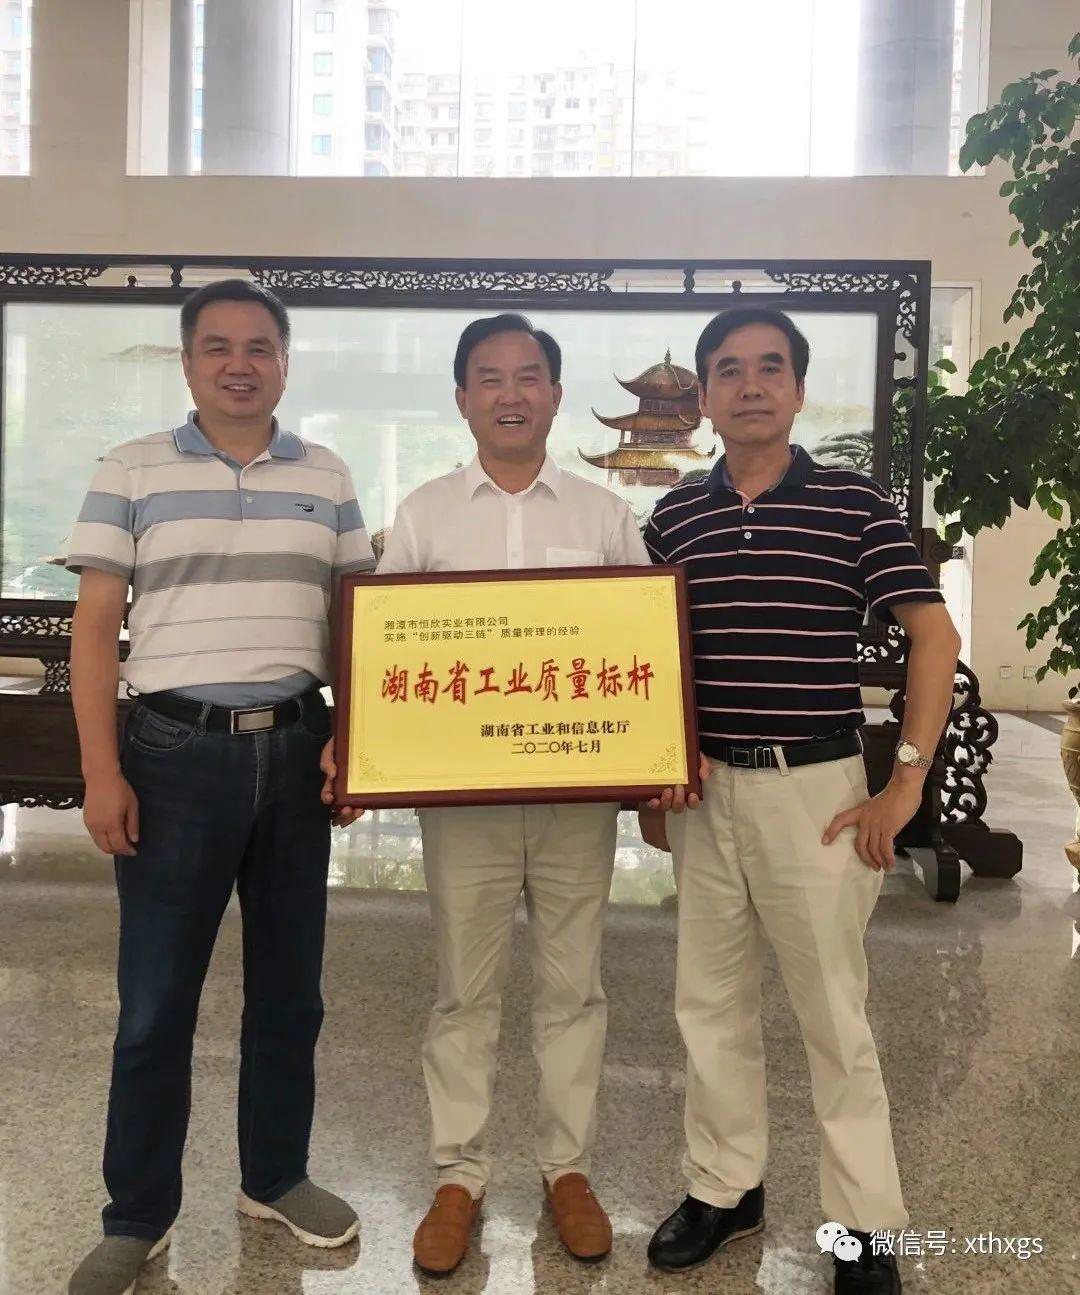 湘潭市恒欣实业有限公司
实施“创新驱动三链”质量管理的经验
湖南省工业质量标杆
湖南省工业和信息化厅
二〇二〇年七月
微信号: xthxgs